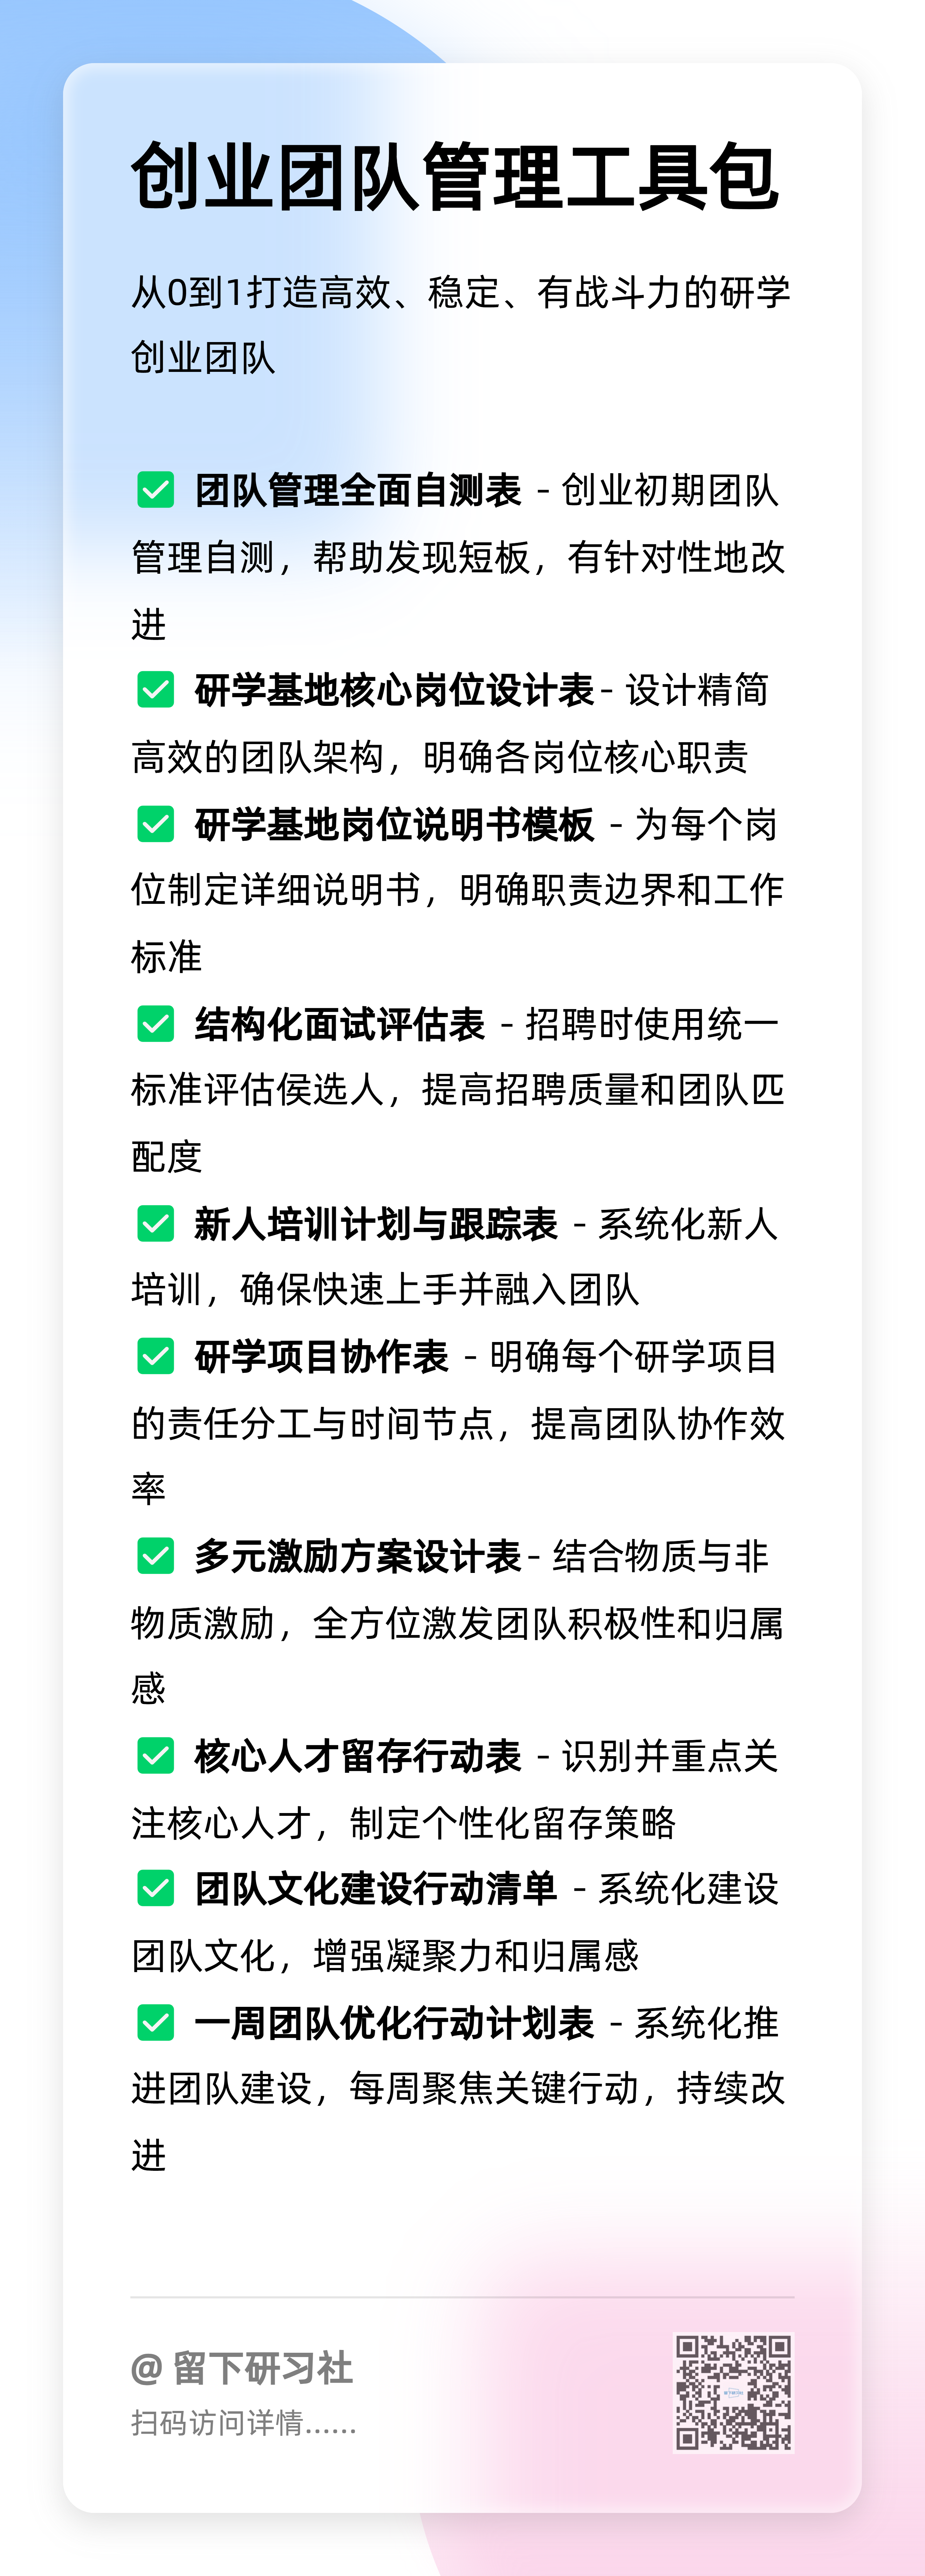 创业团队管理工具包
从0到1打造高效、稳定、有战斗力的研学
创业团队
✅ 团队管理全面自测表 - 创业初期团队
管理自测，帮助发现短板，有针对性地改
进
✅ 研学基地核心岗位设计表- 设计精简
高效的团队架构，明确各岗位核心职责
✅ 研学基地岗位说明书模板 - 为每个岗
位制定详细说明书，明确职责边界和工作
标准
✅ 结构化面试评估表 - 招聘时使用统一
标准评估侯选人，提高招聘质量和团队匹
配度
✅ 新人培训计划与跟踪表 - 系统化新人
培训，确保快速上手并融入团队
✅ 研学项目协作表 - 明确每个研学项目
的责任分工与时间节点，提高团队协作效
率
✅ 多元激励方案设计表- 结合物质与非
物质激励，全方位激发团队积极性和归属
感
✅ 核心人才留存行动表 - 识别并重点关
注核心人才，制定个性化留存策略
✅ 团队文化建设行动清单 - 系统化建设
团队文化，增强凝聚力和归属感
✅ 一周团队优化行动计划表 - 系统化推
进团队建设，每周聚焦关键行动，持续改
进
@ 留下研习社
扫码访问详情......